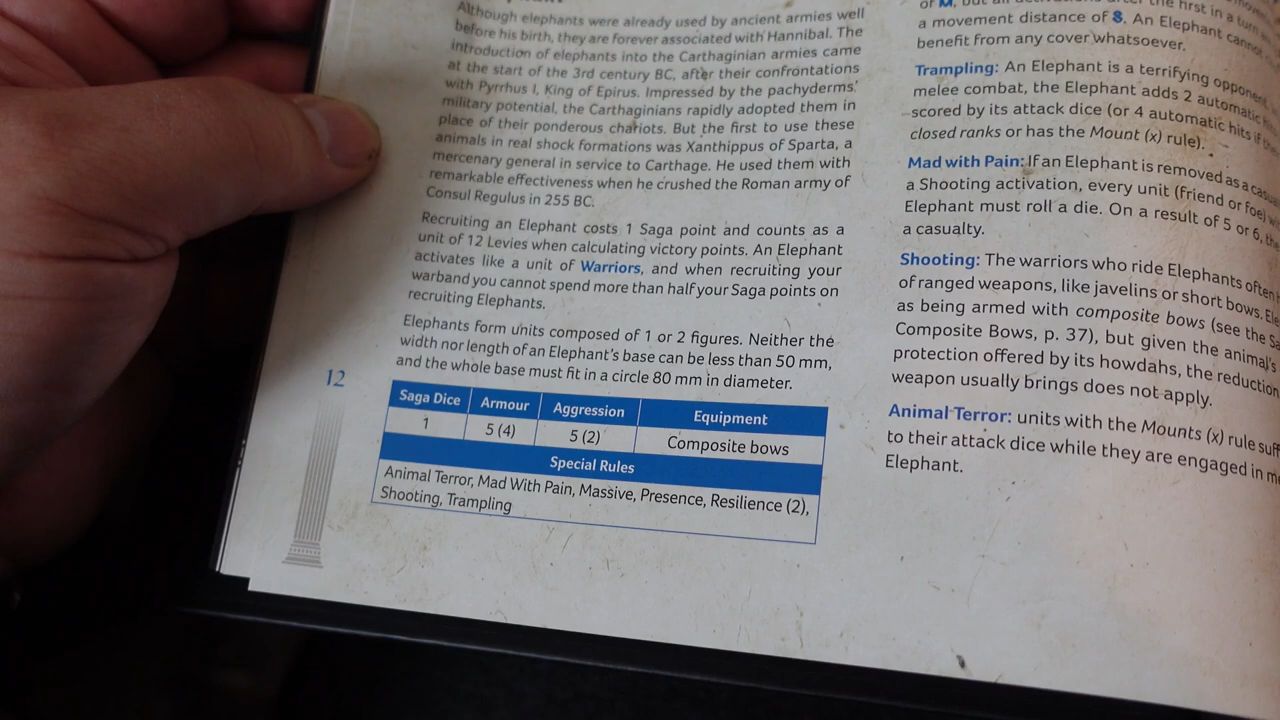 Although elephants were already used by ancient armies well
before his birth, they are forever associated with Hannibal. The
introduction of elephants into the Carthaginian armies came
at the start of the 3rd century BC, after their confrontations
with Pyrrhus I, King of Epirus. Impressed by the pachyderms'
military potential, the Carthaginians rapidly adopted them in
place of their ponderous chariots. But the first to use these
animals in real shock formations was Xanthippus of Sparta, a
mercenary general in service to Carthage. He used them with
remarkable effectiveness when he crushed the Roman army of
Consul Regulus in 255 BC.
Recruiting an Elephant costs 1 Saga point and counts as a
unit of 12 Levies when calculating victory points. An Elephant
activates like a unit of Warriors, and when recruiting your
warband you cannot spend more than half your Saga points on
recruiting Elephants.
Elephants form units composed of 1 or 2 figures. Neither the
width nor length of an Elephant's base can be less than 50 mm,
and the whole base must fit in a circle 80 mm in diameter.
12
Saga Dice Armour Aggression Equipment
1 5 (4) 5 (2) Composite bows
Special Rules
Animal Terror, Mad With Pain, Massive, Presence, Resilience (2),
Shooting, Trampling
of M, but all the first in a turn
a movement distance of S. An Elephant cannot
benefit from any cover whatsoever.
Trampling: An Elephant is a terrifying opponent,
melee combat, the Elephant adds 2 automatic
scored by its attack dice (or 4 automatic hits if
closed ranks or has the Mount (x) rule).
Mad with Pain: If an Elephant is removed as a
a Shooting activation, every unit (friend or foe)
Elephant must roll a die. On a result of 5 or 6,
a casualty.
Shooting: The warriors who ride Elephants often
of ranged weapons, like javelins or short bows.
as being armed with composite bows (see the
Composite Bows, p. 37), but given the animal's
protection offered by its howdahs, the reduction
weapon usually brings does not apply.
Animal Terror: units with the Mounts (x) rule
to their attack dice while they are engaged in
Elephant.